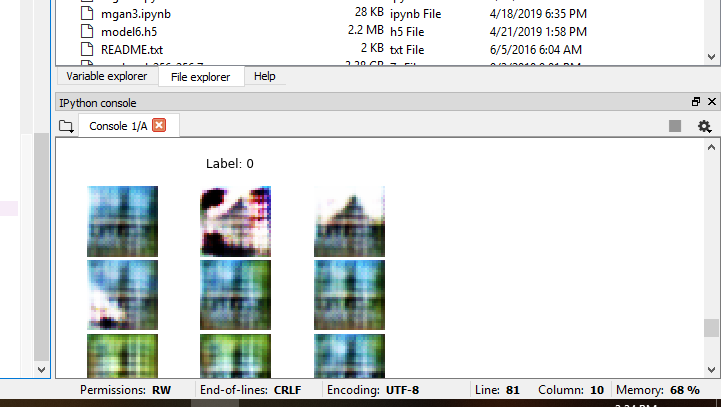 mgan3.ipynb 28 KB ipynb File 4/18/2019 6:35 PM
model6.h5 2.2 MB h5 File 4/21/2019 1:58 PM
README.txt 2 KB txt File 6/5/2016 6:04 AM
Variable explorer File explorer Help
IPython console
Console 1/A
Label: 0
Permissions: RW End-of-lines: CRLF Encoding: UTF-8 Line: 81 Column: 10 Memory: 68 %